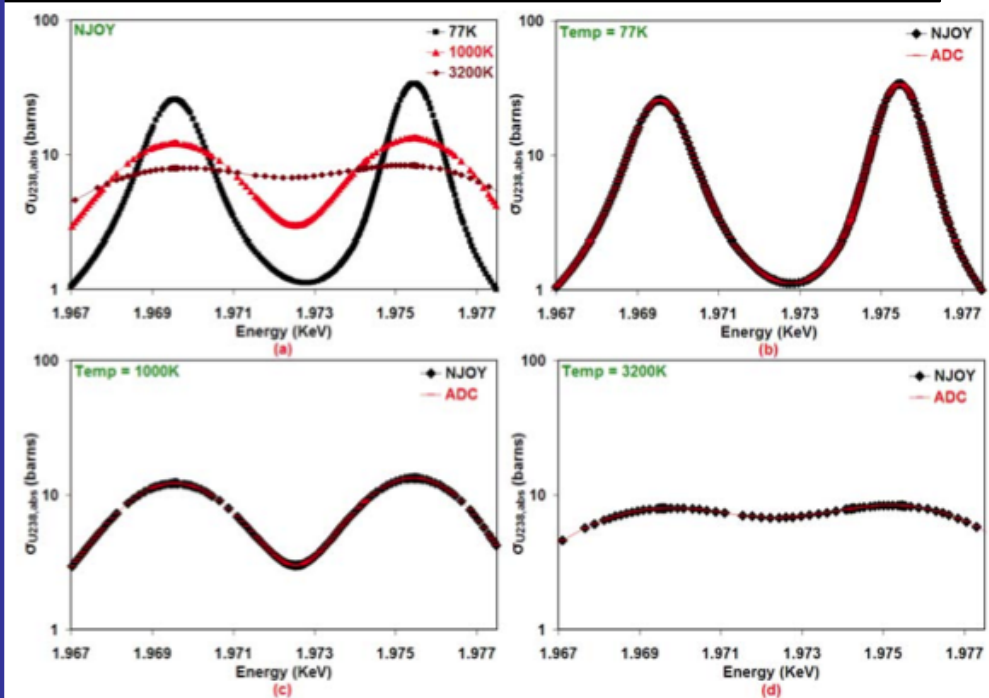 NJOY
77K
1000K
3200K
100
10
1
σU238,abs (barns)
1.967 1.969 1.971 1.973 1.975 1.977
Energy (KeV)
(a)
Temp = 77K
NJOY
ADC
100
10
1
σU238,abs (barns)
1.967 1.969 1.971 1.973 1.975 1.977
Energy (KeV)
(b)
Temp = 1000K
NJOY
ADC
100
10
1
σU238,abs (barns)
1.967 1.969 1.971 1.973 1.975 1.977
Energy (KeV)
(c)
Temp = 3200K
NJOY
ADC
100
10
1
σU238,abs (barns)
1.967 1.969 1.971 1.973 1.975 1.977
Energy (KeV)
(d)